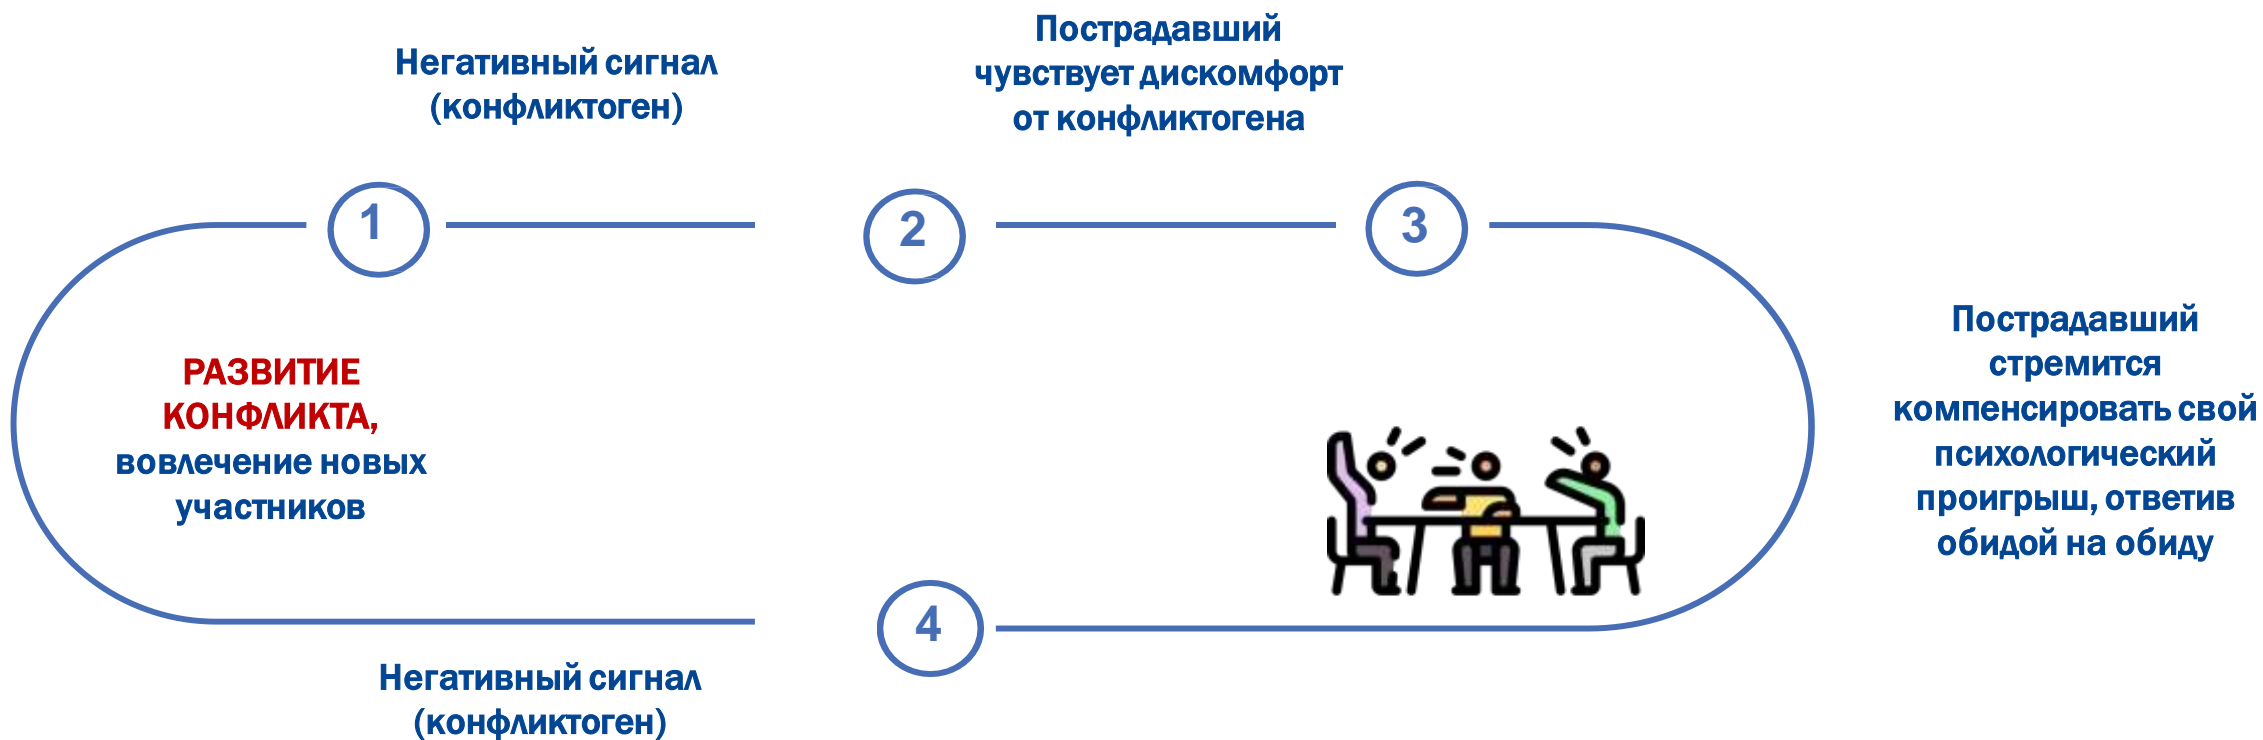 Негативный сигнал
(конфликтоген)
Пострадавший
чувствует дискомфорт
от конфликтогена
1
2
3
РАЗВИТИЕ
КОНФЛИКТА,
вовлечение новых
участников
Пострадавший
стремится
компенсировать свой
психологический
проигрыш, ответив
обидой на обиду
4
Негативный сигнал
(конфликтоген)